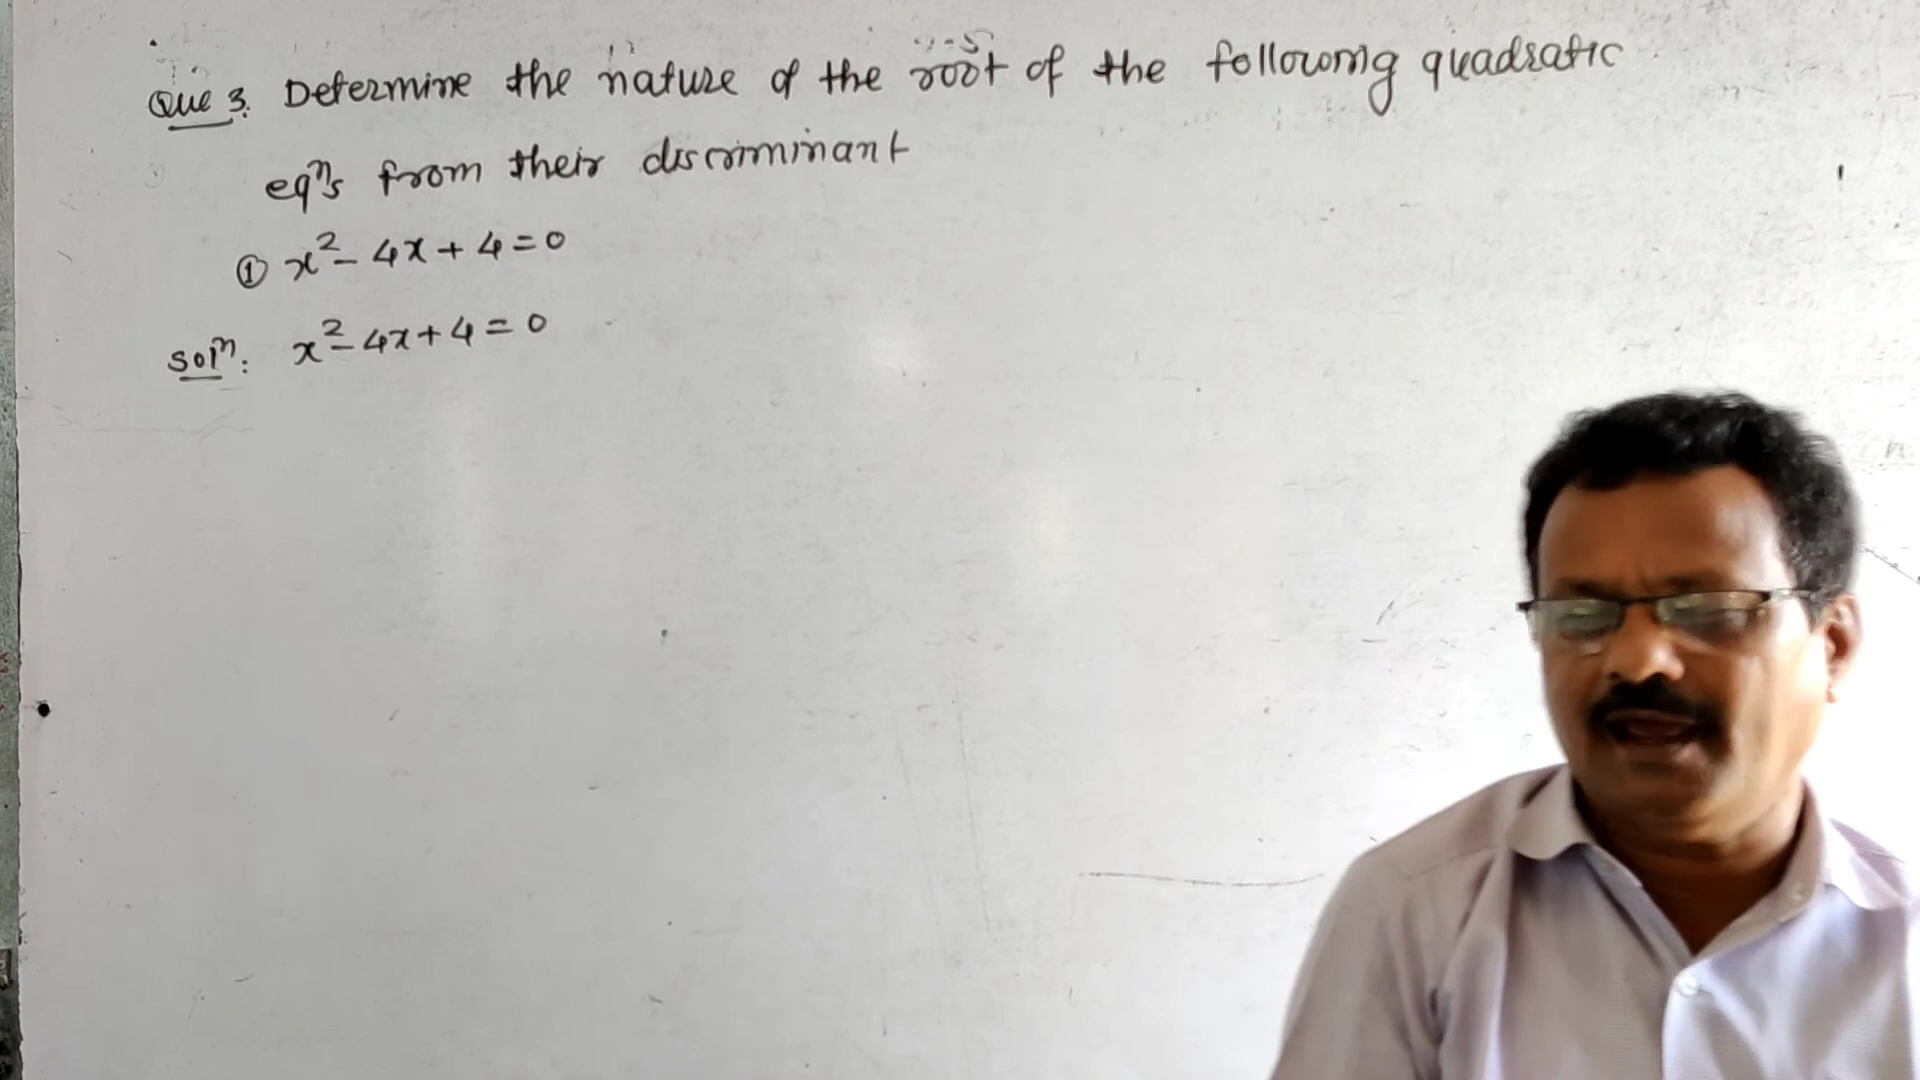 Que 3. Determine the nature of the root of the following quadratic
eqⁿs from their discriminant
① x² - 4x + 4 = 0
Solⁿ: x² - 4x + 4 = 0